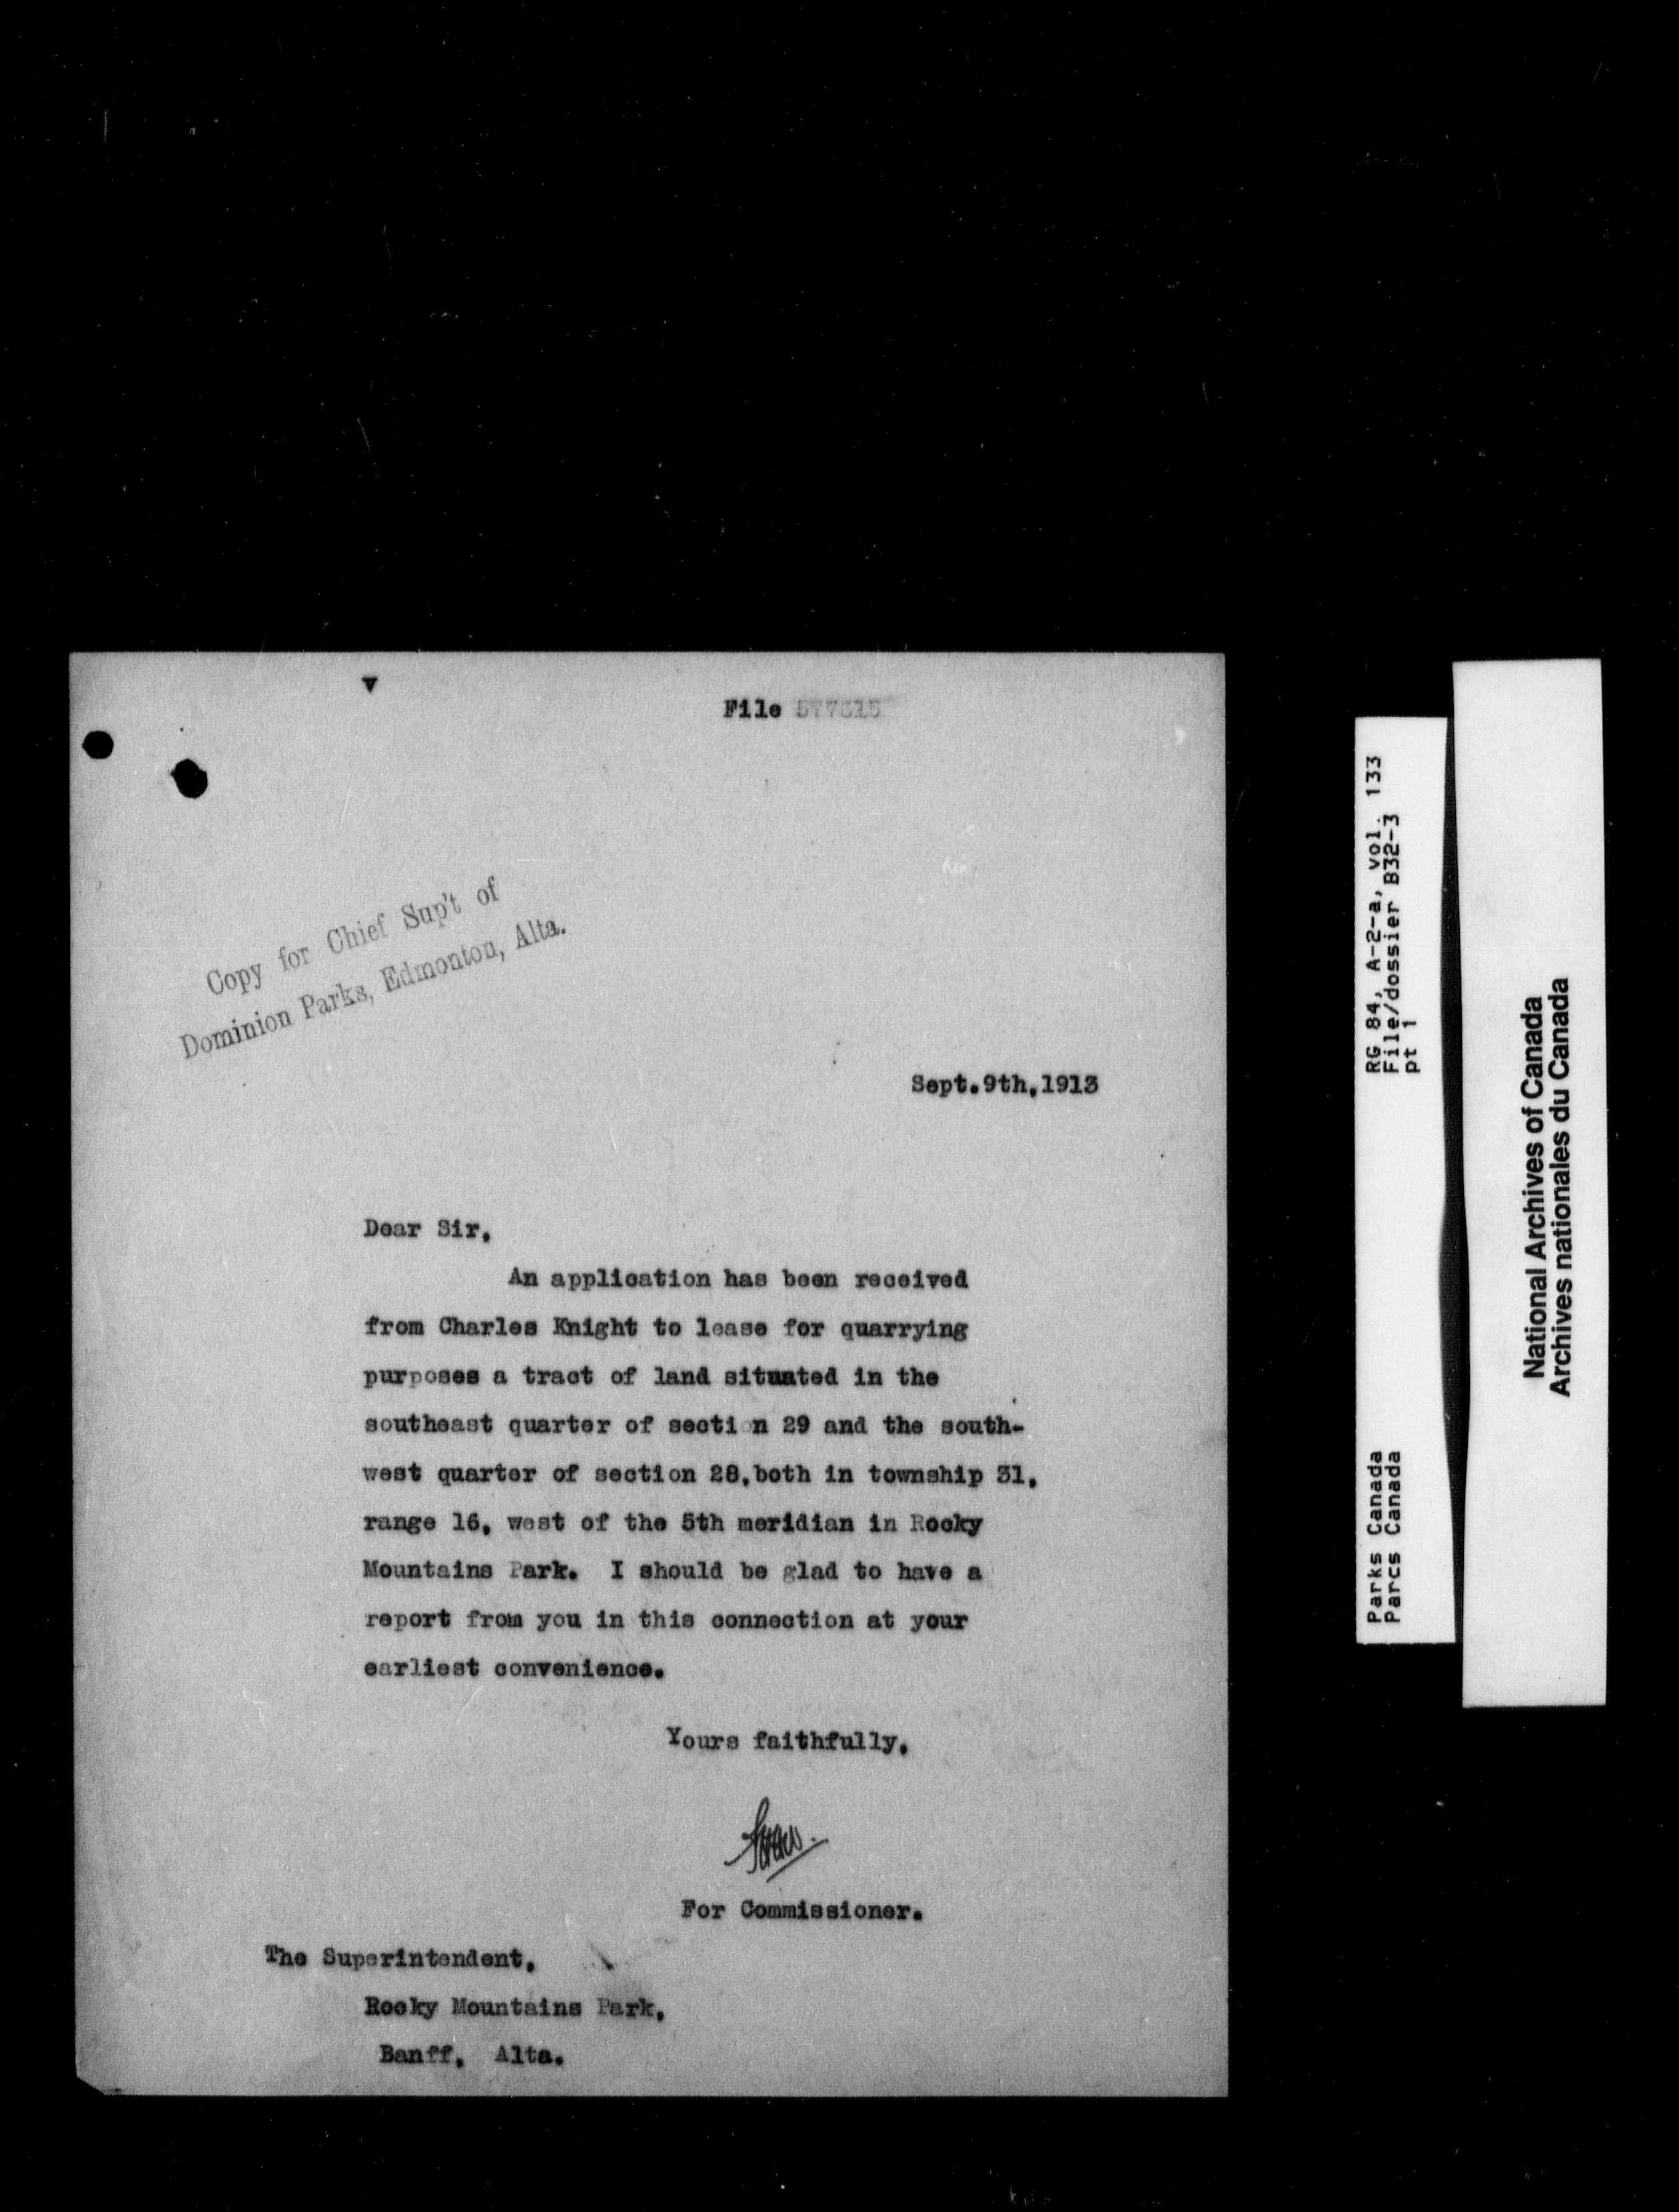 v
File
Copy for Chief Sup't of
Dominion Parks, Edmonton, Alta.
Sept.9th,1913
Dear Sir,
An application has been received
from Charles Knight to lease for quarrying
purposes a tract of land situated in the
southeast quarter of section 29 and the south-
west quarter of section 28,both in township 31,
range 16, west of the 5th meridian in Rocky
Mountains Park. I should be glad to have a
report from you in this connection at your
earliest convenience.
Yours faithfully,
For Commissioner.
The Superintendent,
Rocky Mountains Park,
Banff, Alta.
RG 84, A-2-a, vol. 133
File/dossier B32-3
pt 1
Parks Canada
Parcs Canada
National Archives of Canada
Archives nationales du Canada